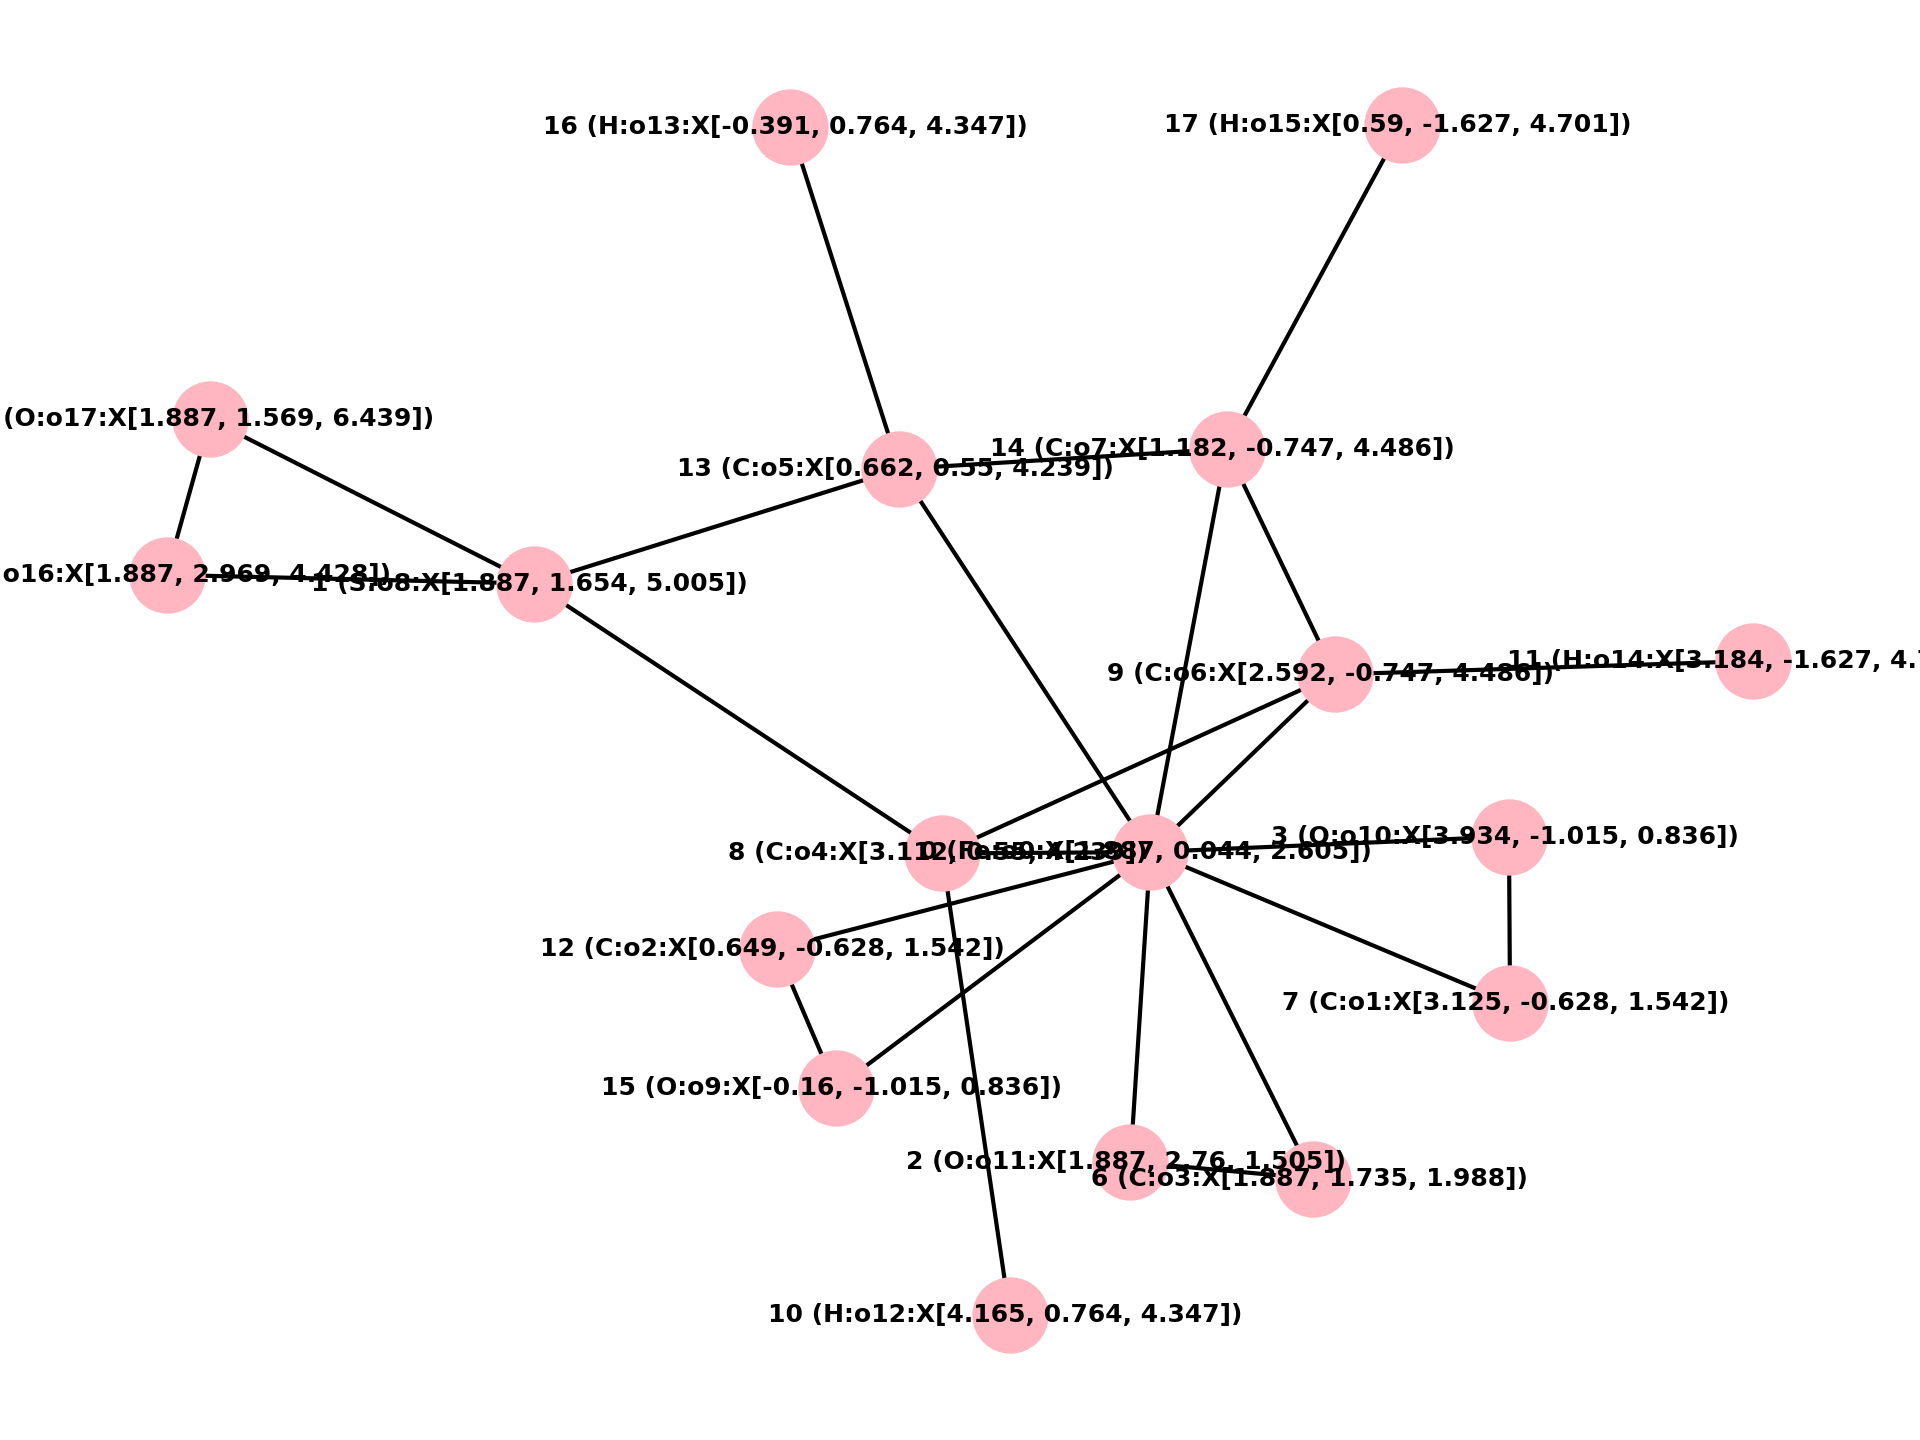 16 (H:o13:X[-0.391, 0.764, 4.347])
17 (H:o15:X[0.59, -1.627, 4.701])
(O:o17:X[1.887, 1.569, 6.439])
14 (C:o7:X[1.182, -0.747, 4.486])
13 (C:o5:X[0.662, 0.55, 4.239])
o16:X[1.887, 2.969, 4.428])
1 (S:o8:X[1.887, 1.654, 5.005])
11 (H:o14:X[3.184, -1.627, 4.
9 (C:o6:X[2.592, -0.747, 4.486])
3 (O:o10:X[3.934, -1.015, 0.836])
8 (C:o4:X[3.112, 0.55, 4.239])
0 (Fe:o0:X[1.887, 0.044, 2.605])
12 (C:o2:X[0.649, -0.628, 1.542])
7 (C:o1:X[3.125, -0.628, 1.542])
15 (O:o9:X[-0.16, -1.015, 0.836])
2 (O:o11:X[1.887, 2.76, 1.505])
6 (C:o3:X[1.887, 1.735, 1.988])
10 (H:o12:X[4.165, 0.764, 4.347])